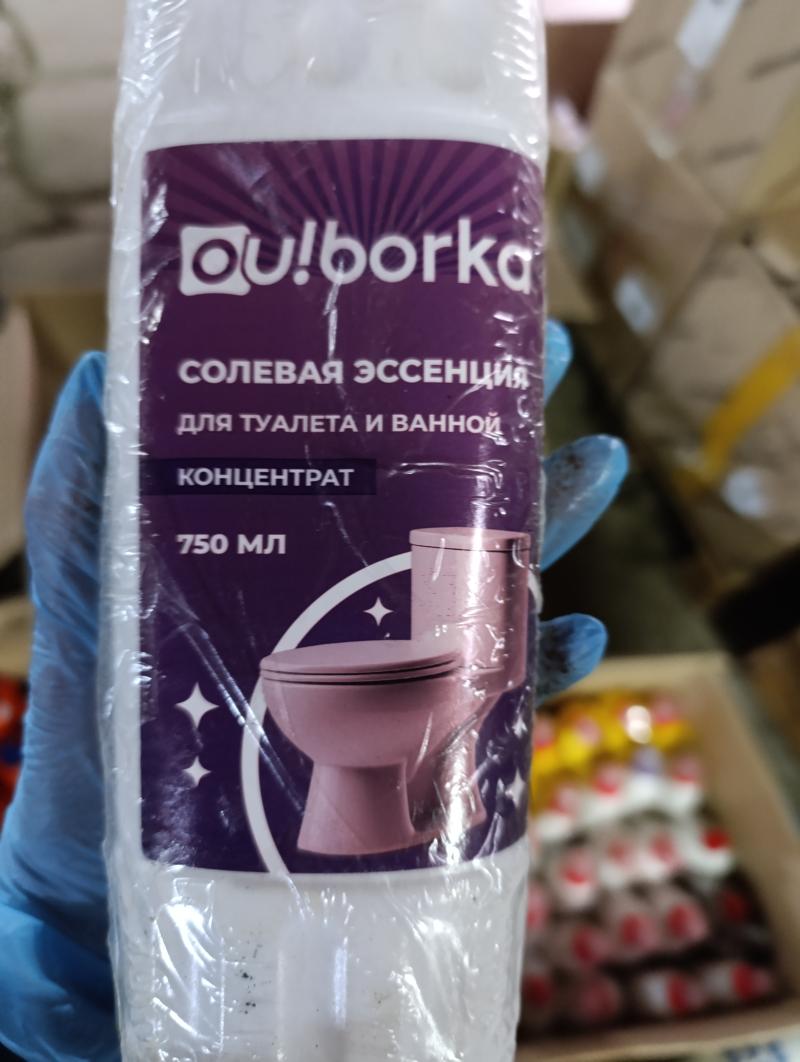 Ou!borka
СОЛЕВАЯ ЭССЕНЦИЯ
ДЛЯ ТУАЛЕТА И ВАННОЙ
КОНЦЕНТРАТ
750 МЛ